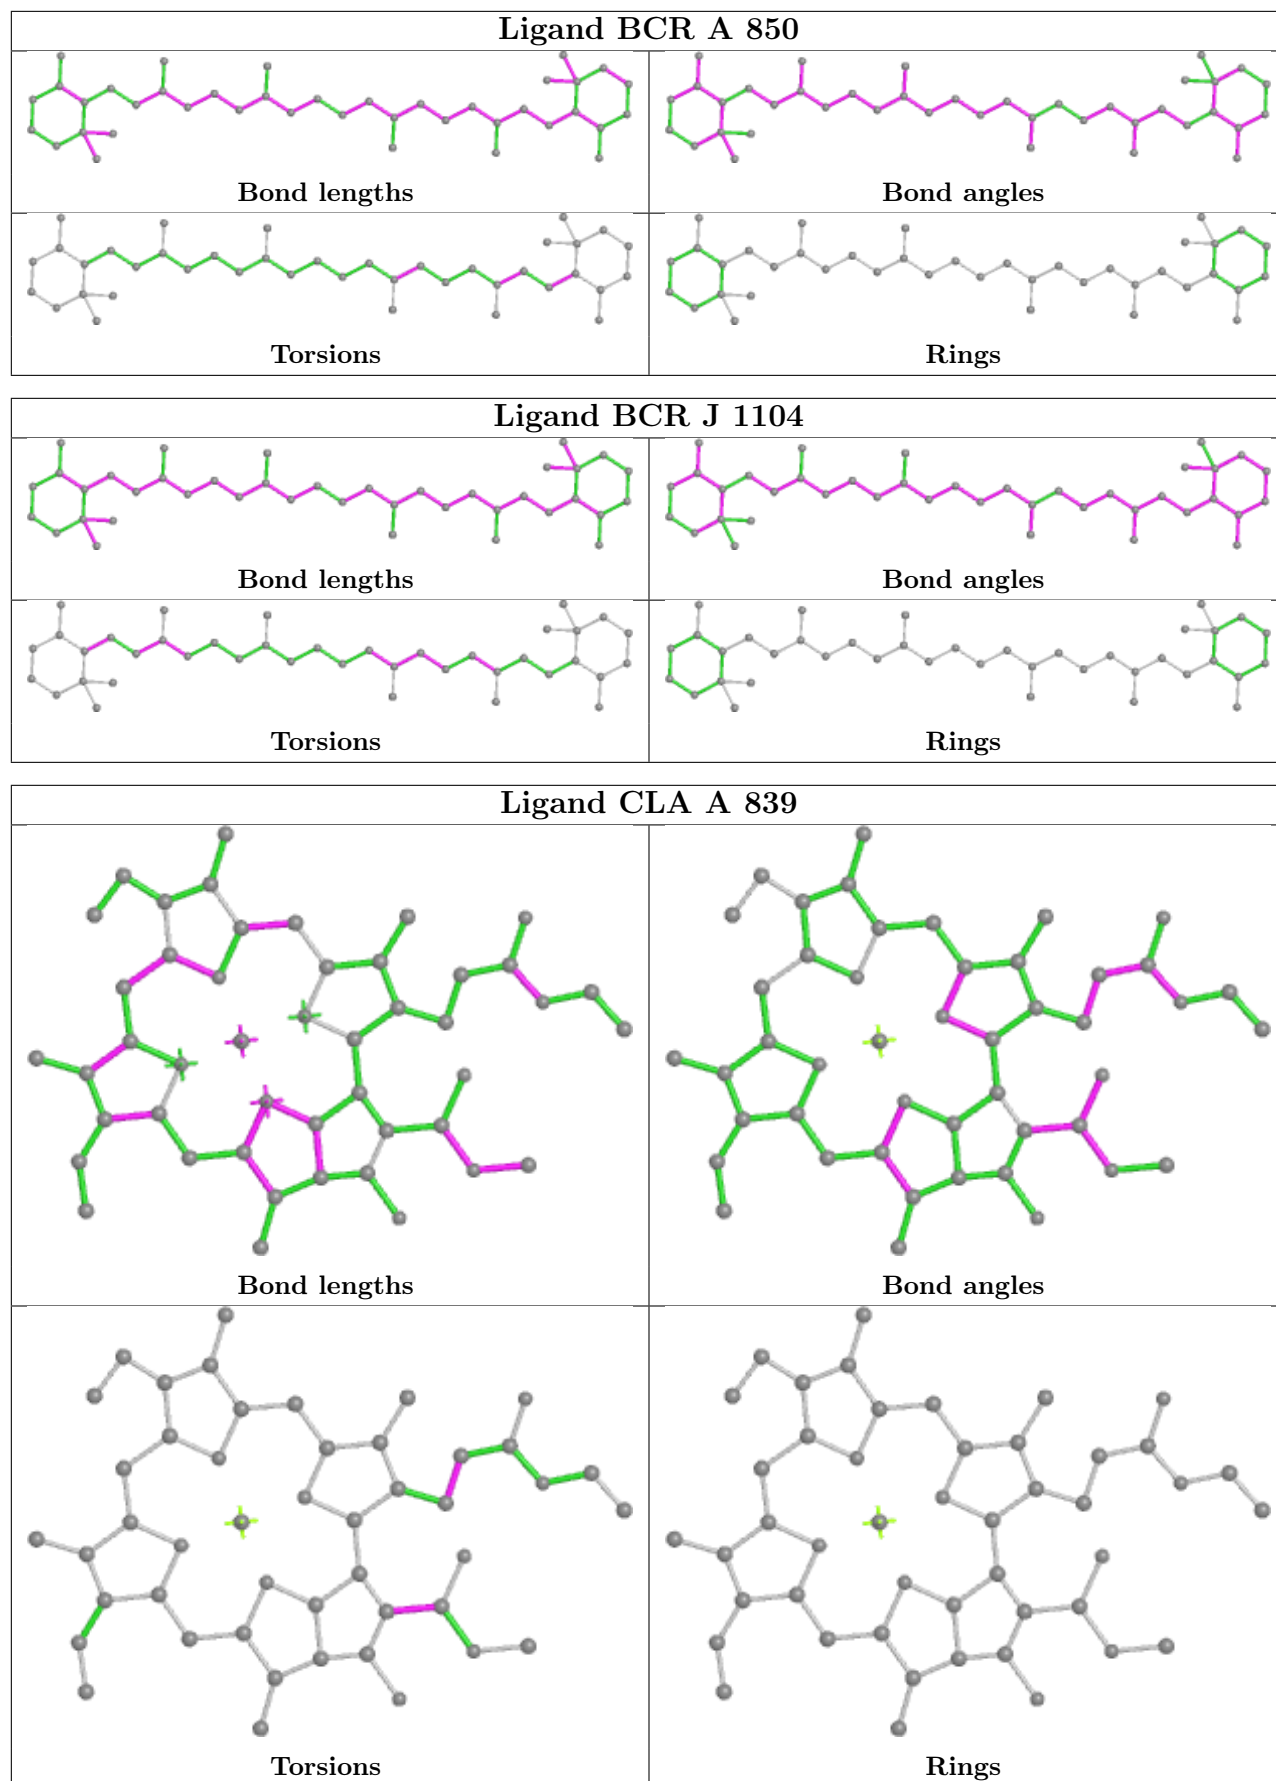 Ligand BCR A 850
Bond lengths
Bond angles
Torsions
Rings
Ligand BCR J 1104
Bond lengths
Bond angles
Torsions
Rings
Ligand CLA A 839
Bond lengths
Bond angles
Torsions
Rings